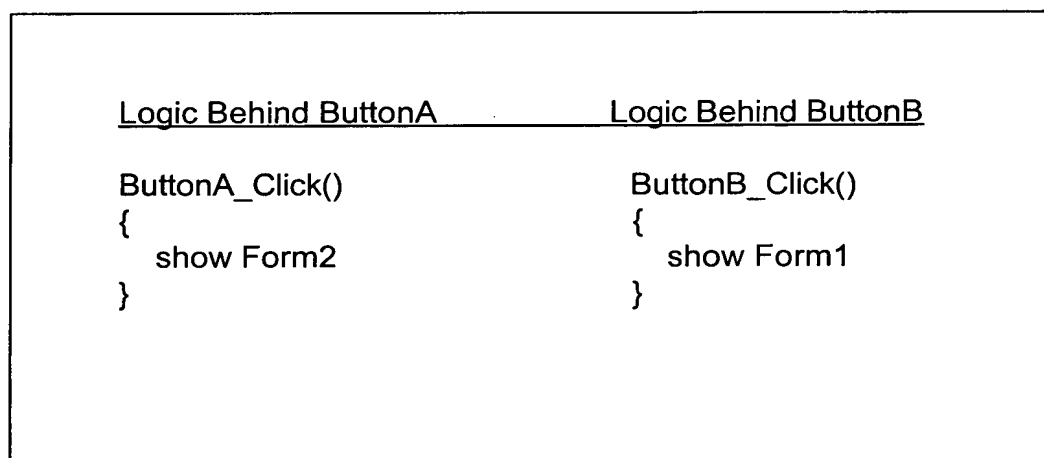 Logic Behind ButtonA
ButtonA_Click()
{
show Form2
}
Logic Behind ButtonB
ButtonB_Click()
{
show Form1
}